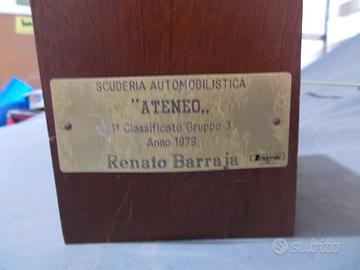 SCUDERIA AUTOMOBILISTICA
"ATENEO,,
1° Classificato Gruppo 3
Anno 1979
Renato Barraja
subito